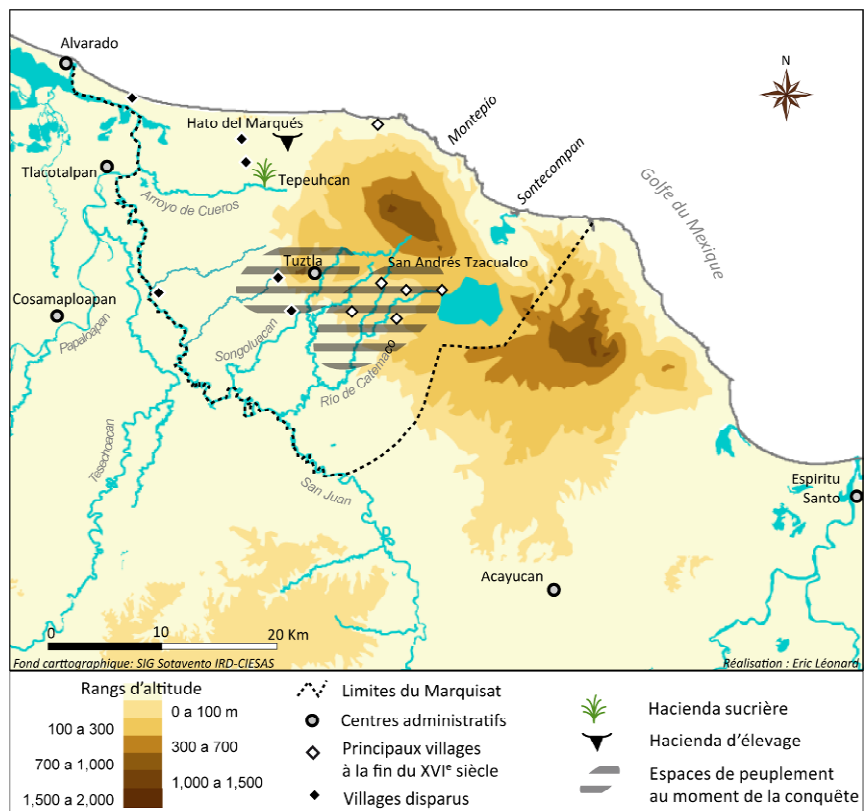 Alvarado
N
Hato del Marqués
Montepío
Tlacotalpan
Tepeuhcan
Sontecompan
Golfe du Mexique
Arroyo de Cueros
Tuztla
San Andrés Tzacualco
Cosamaploapan
Papaloapan
Songoluacan
Río de Catemaco
Tesechoacan
San Juan
Espiritu
Santo
Acayucan
0 10 20 Km
Fond carttographique: SIG Sotavento IRD-CIESAS
Réalisation : Eric Léonard
Rangs d'altitude
0 a 100 m
100 a 300
300 a 700
700 a 1,000
1,000 a 1,500
1,500 a 2,000
Limites du Marquisat
Centres administratifs
Principaux villages
à la fin du XVIe siècle
Villages disparus
Hacienda sucrière
Hacienda d'élevage
Espaces de peuplement
au moment de la conquête